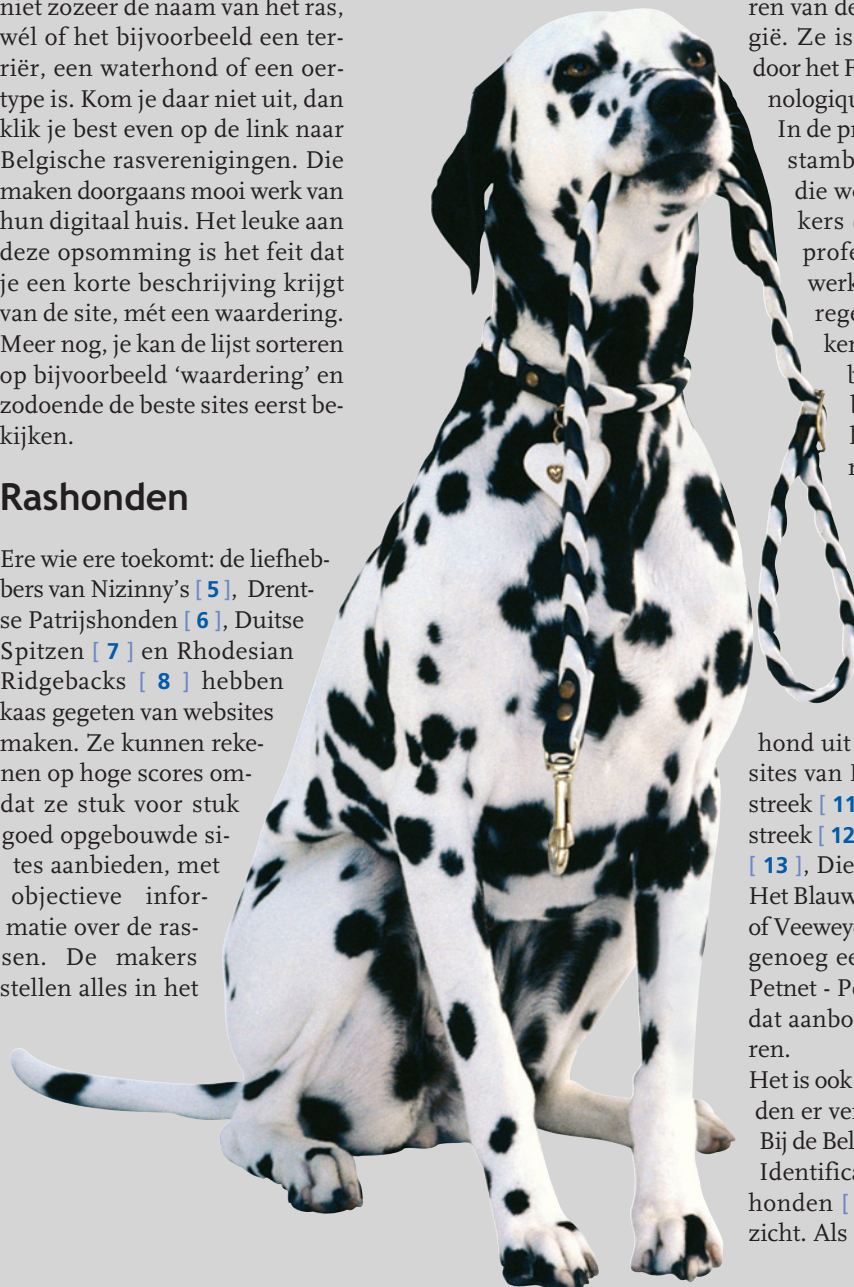 niet zozeer de naam van het ras,
wél of het bijvoorbeeld een ter-
riër, een waterhond of een oer-
type is. Kom je daar niet uit, dan
klik je best even op de link naar
Belgische rasverenigingen. Die
maken doorgaans mooi werk van
hun digitaal huis. Het leuke aan
deze opsomming is het feit dat
je een korte beschrijving krijgt
van de site, mét een waardering.
Meer nog, je kan de lijst sorteren
op bijvoorbeeld ‘waardering’ en
zodoende de beste sites eerst be-
kijken.
Rashonden
Ere wie ere toekomt: de liefheb-
bers van Nizinny’s [ 5 ], Drent-
se Patrijshonden [ 6 ], Duitse
Spitzen [ 7 ] en Rhodesian
Ridgebacks [ 8 ] hebben
kaas gegeten van websites
maken. Ze kunnen reke-
nen op hoge scores om-
dat ze stuk voor stuk
goed opgebouwde si-
tes aanbieden, met
objectieve infor-
matie over de ras-
sen. De makers
stellen alles in het
ren van de
gië. Ze is
door het F
nologiqu
In de pr
stamb
die we
kers
profe
werk
rege
ker
hond uit
sites van
streek [ 11
streek [ 12
[ 13 ], Die
Het Blauw
of Veewey
genoeg ee
Petnet - P
dat aanbo
ren.
Het is ook
den er ver
Bij de Bel
Identifica
honden [
zicht. Als